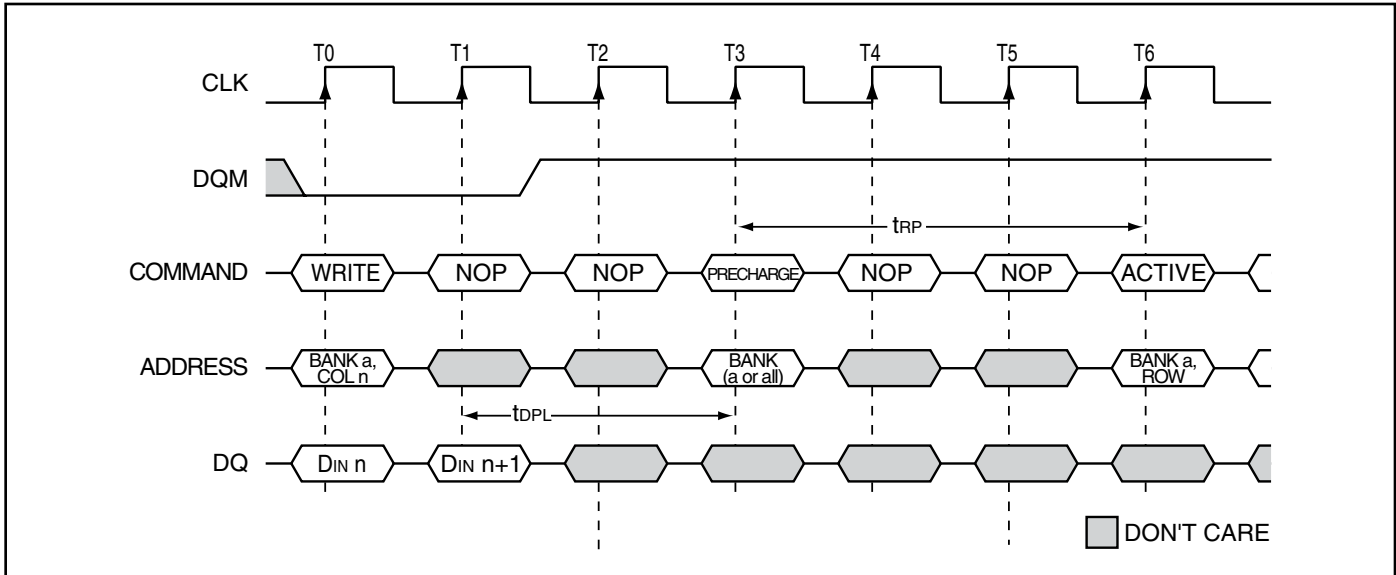 T0 T1 T2 T3 T4 T5 T6
CLK
DQM
tRP
COMMAND WRITE NOP NOP PRECHARGE NOP NOP ACTIVE
ADDRESS BANK a, COL n BANK (a or all) BANK a, ROW
tDPL
DQ DIN n DIN n+1
DON'T CARE